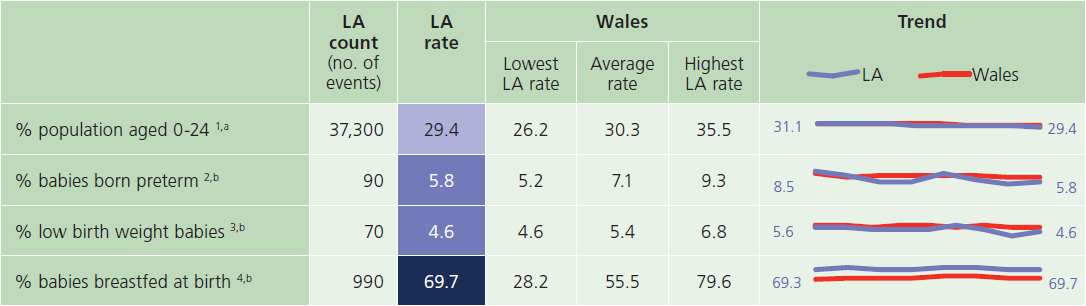 LA count (no. of events) LA rate Wales Trend
Lowest LA rate Average rate Highest LA rate LA Wales
% population aged 0-24 1,a 37,300 29.4 26.2 30.3 35.5 31.1 29.4
% babies born preterm 2,b 90 5.8 5.2 7.1 9.3 8.5 5.8
% low birth weight babies 3,b 70 4.6 4.6 5.4 6.8 5.6 4.6
% babies breastfed at birth 4,b 990 69.7 28.2 55.5 79.6 69.3 69.7